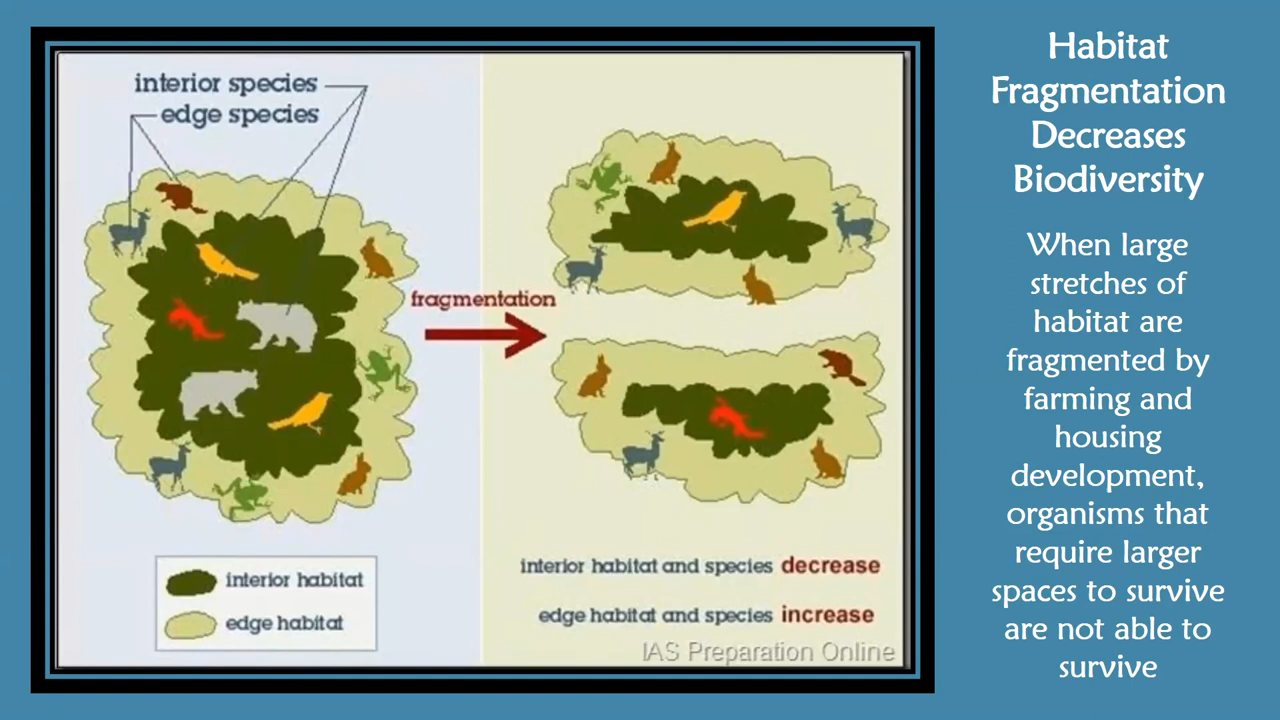 interior species
edge species
fragmentation
interior habitat
edge habitat
interior habitat and species decrease
edge habitat and species increase
IAS Preparation Online
Habitat
Fragmentation
Decreases
Biodiversity
When large
stretches of
habitat are
fragmented by
farming and
housing
development,
organisms that
require larger
spaces to survive
are not able to
survive